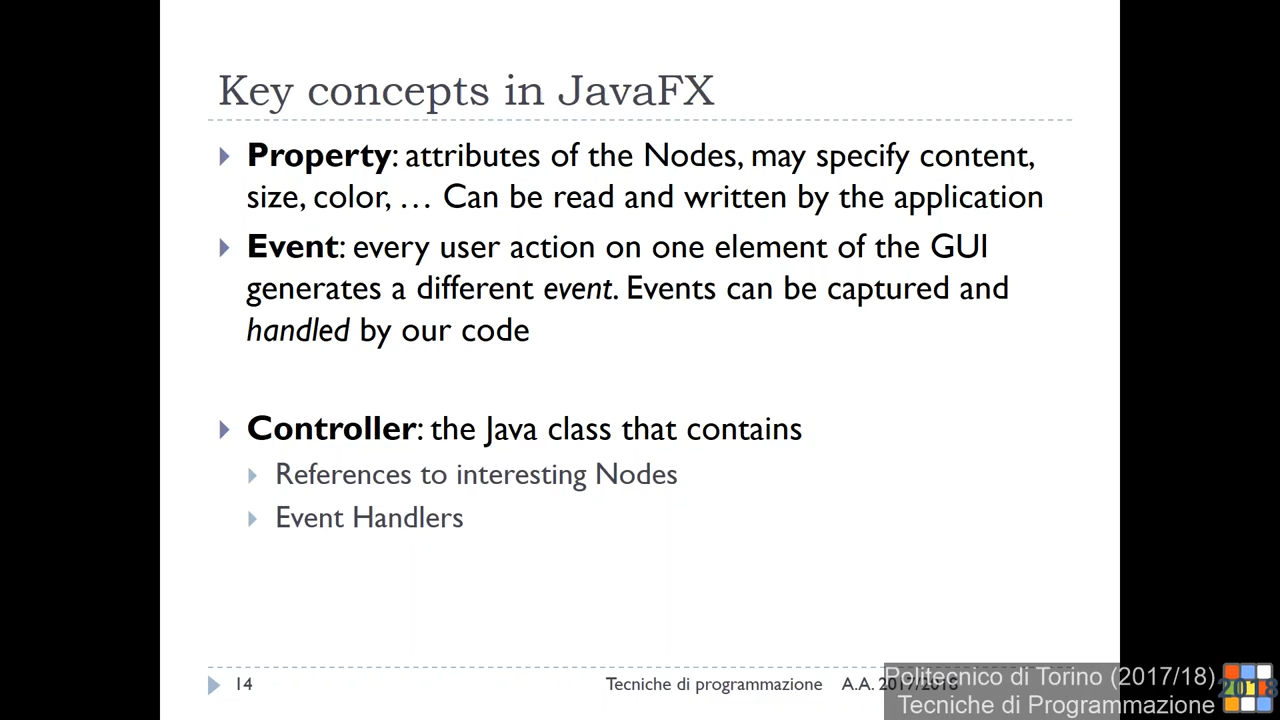 Key concepts in JavaFX
Property: attributes of the Nodes, may specify content,
size, color, … Can be read and written by the application
Event: every user action on one element of the GUI
generates a different event. Events can be captured and
handled by our code
Controller: the Java class that contains
References to interesting Nodes
Event Handlers
14
Tecniche di programmazione A.A. 2017/2018
Politecnico di Torino (2017/18)
Tecniche di Programmazione
2018